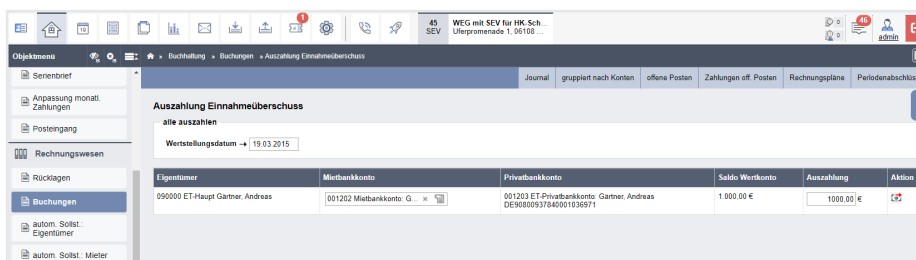 1
45
SEV
WEG mit SEV für HK-Sch...
Uferpromenade 1, 06108 ...
0
0
46
admin
Objektmenü
» Buchhaltung » Buchungen » Auszahlung Einnahmeüberschuss
Serienbrief
Journal gruppiert nach Konten offene Posten Zahlungen off. Posten Rechnungspläne Periodenabschlüs
Anpassung monatl.
Zahlungen
Auszahlung Einnahmeüberschuss
alle auszahlen
Posteingang
Wertstellungsdatum → 19.03.2015
Rechnungswesen
Rücklagen
Eigentümer Mietbankkonto Privatbankkonto Saldo Wertkonto Auszahlung Aktion
Buchungen
090000 ET-Haupt Gärtner, Andreas 001202 Mietbankkonto: G... × 001203 ET-Privatbankkonto: Gärtner, Andreas 1.000,00 € 1000,00 €
DE90800937840001036971
autom. Sollst.:
Eigentümer
autom. Sollst.: Mieter